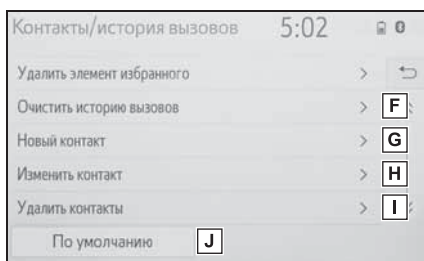 Контакты/история вызовов 5:02
Удалить элемент избранного
Очистить историю вызовов F
Новый контакт G
Изменить контакт H
Удалить контакты I
По умолчанию J